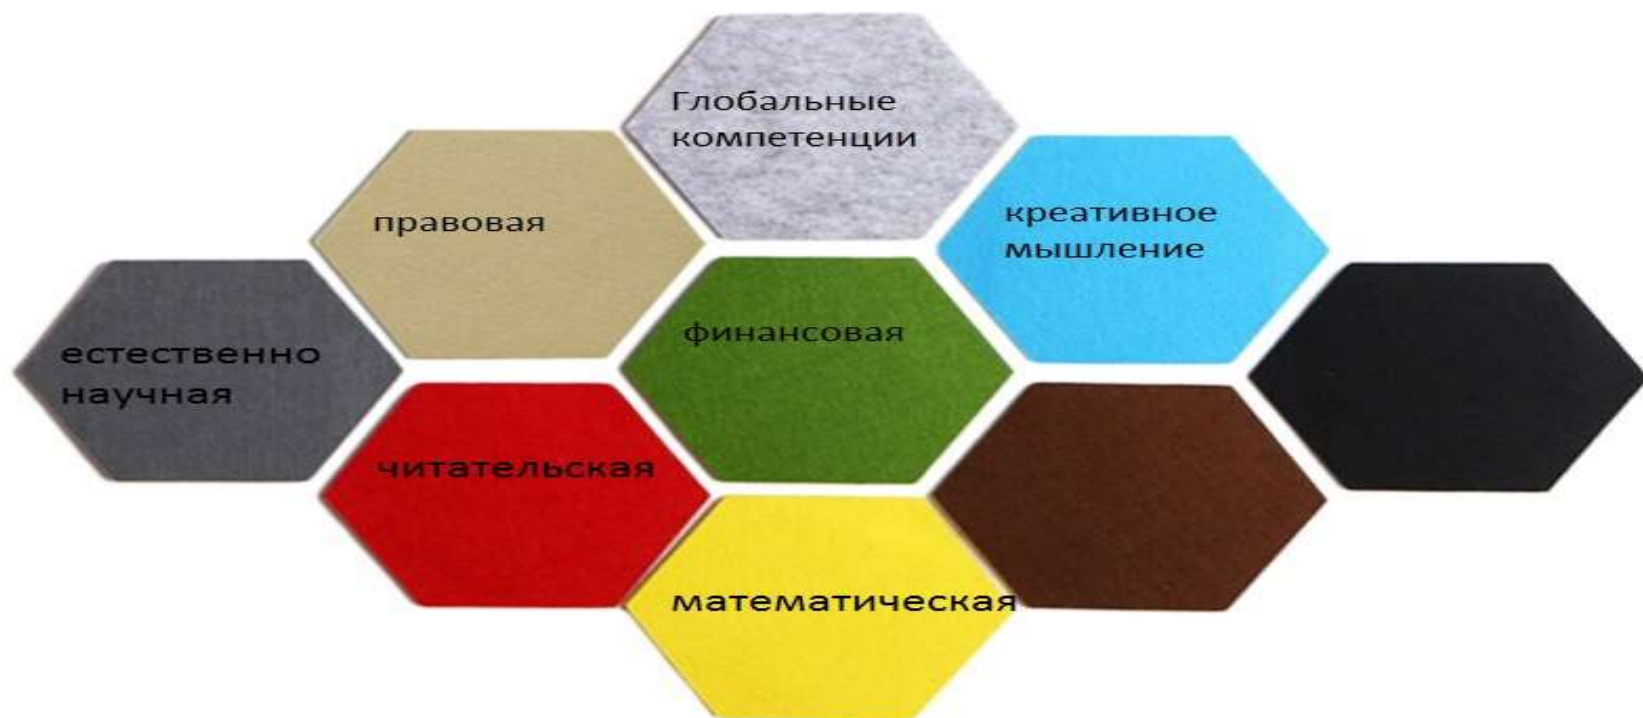 Глобальные
компетенции
правовая
креативное
мышление
финансовая
естественно
научная
читательская
математическая